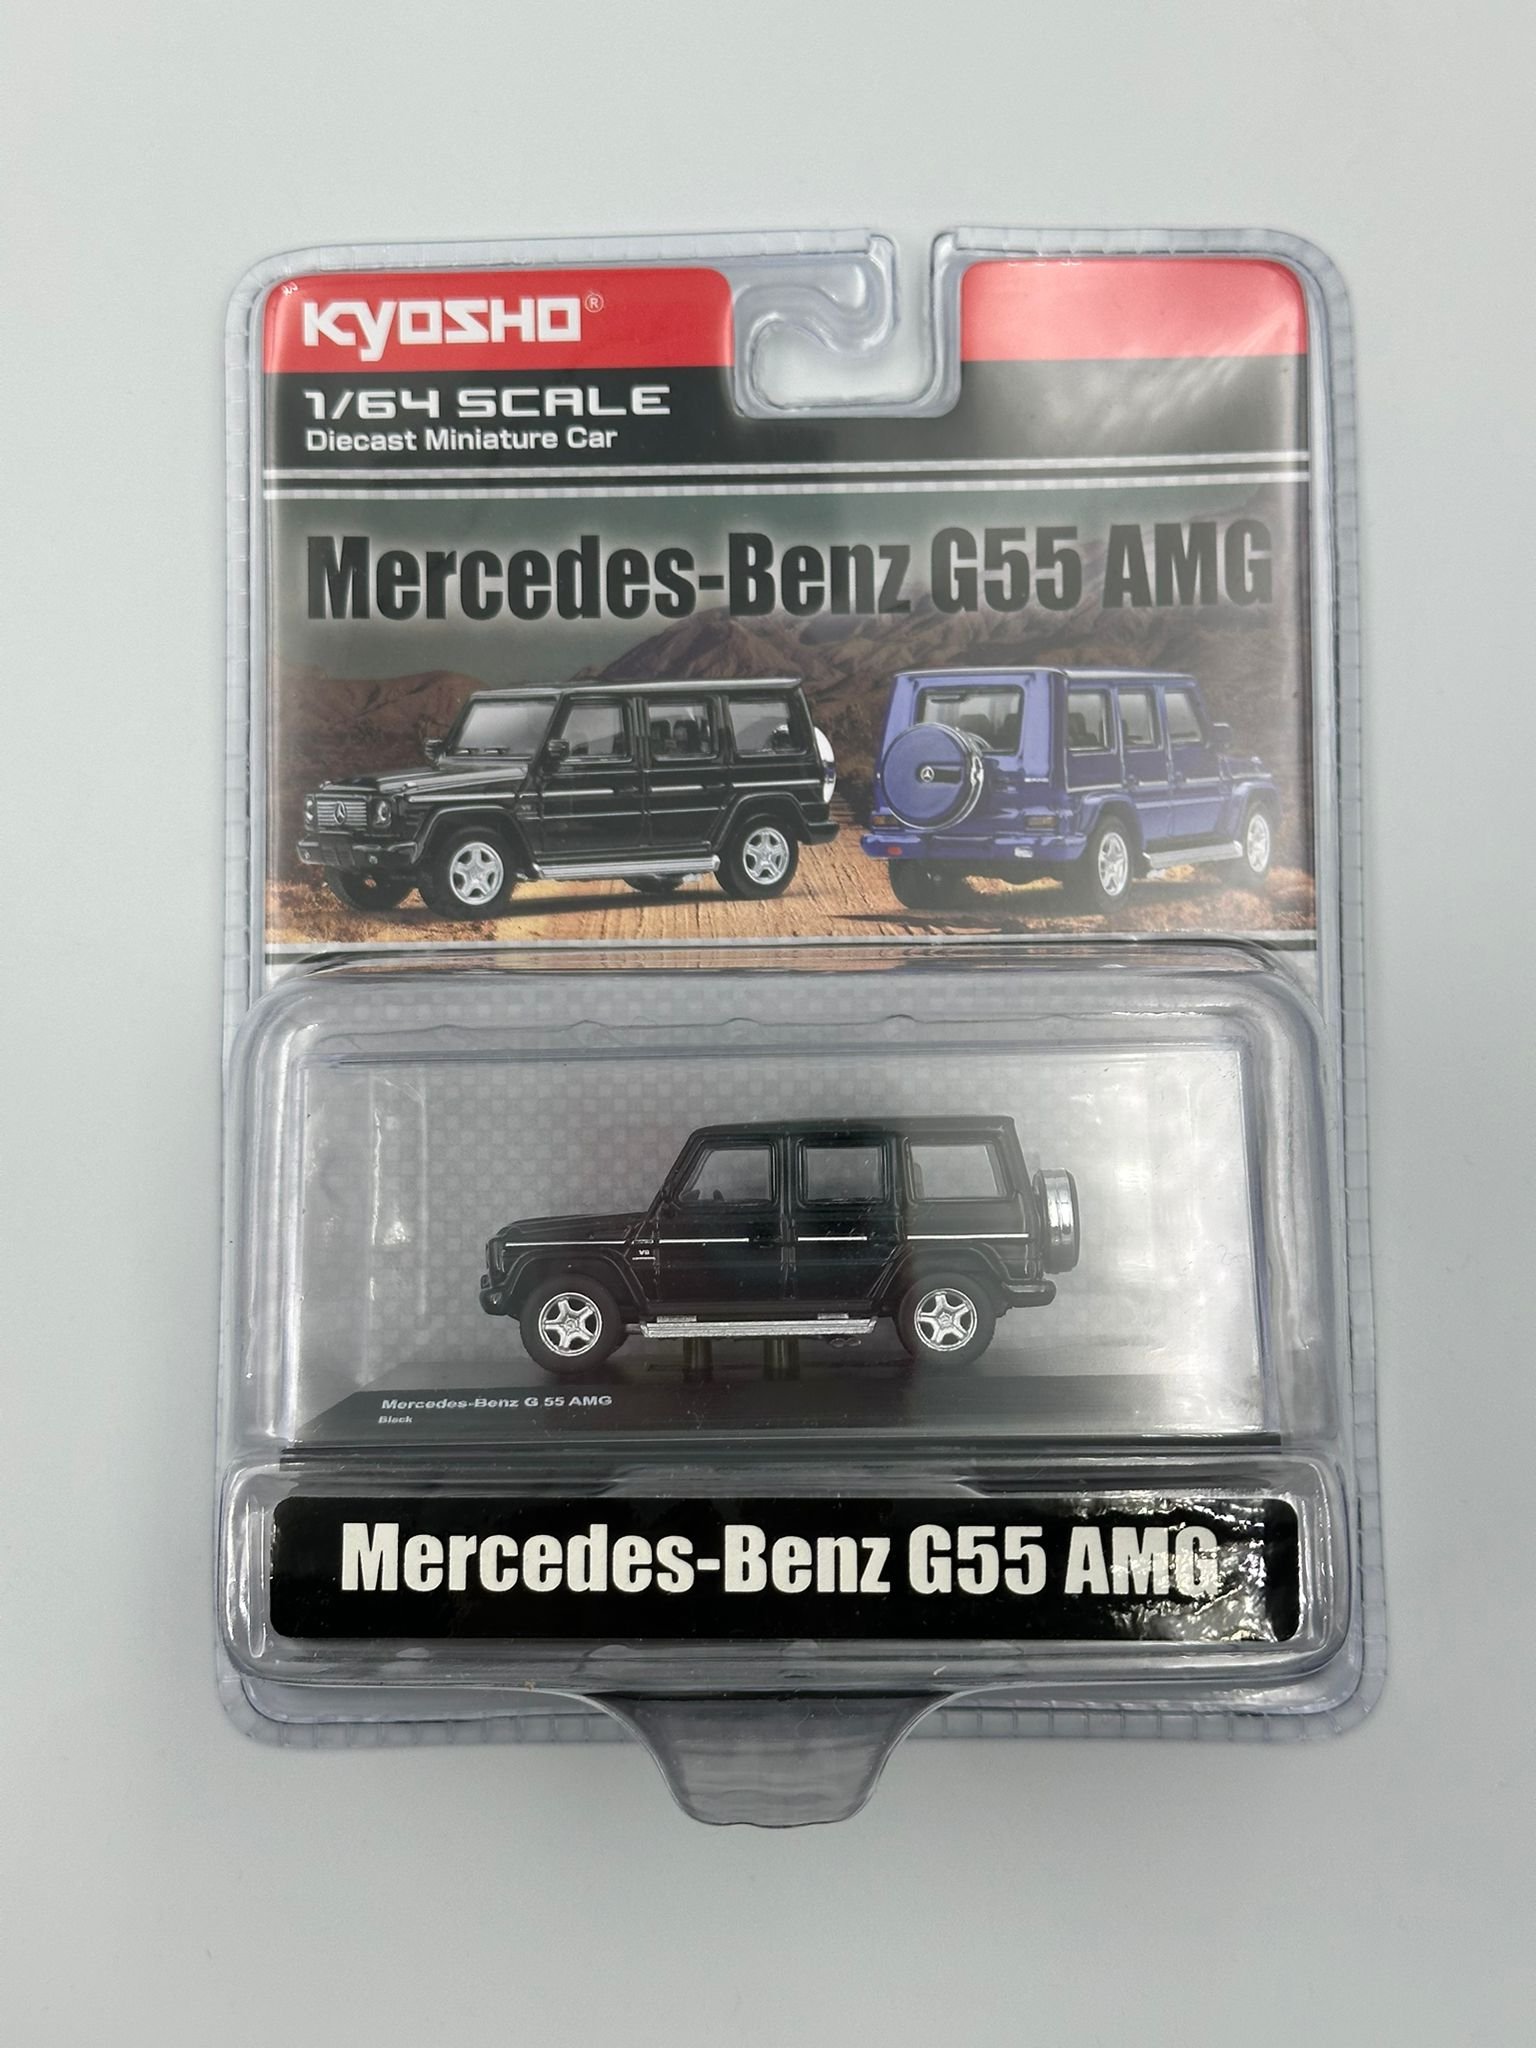 KYOSHO®
1/64 SCALE
Diecast Miniature Car
Mercedes-Benz G55 AMG
V8
Mercedes-Benz G 55 AMG
Black
Mercedes-Benz G55 AMG